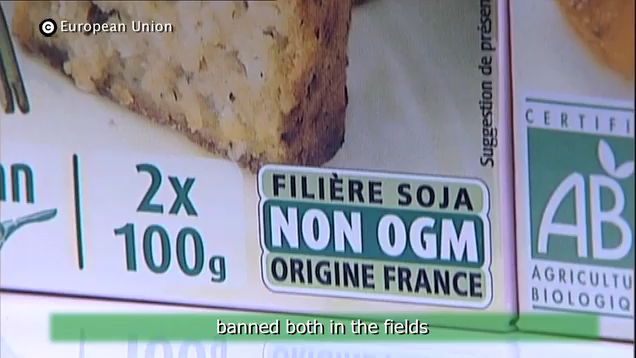 © European Union
Suggestion de présen
CERTIFI
AB
AGRICULTU
BIOLOGIQ
2x
100g
FILIÈRE SOJA
NON OGM
ORIGINE FRANCE
banned both in the fields